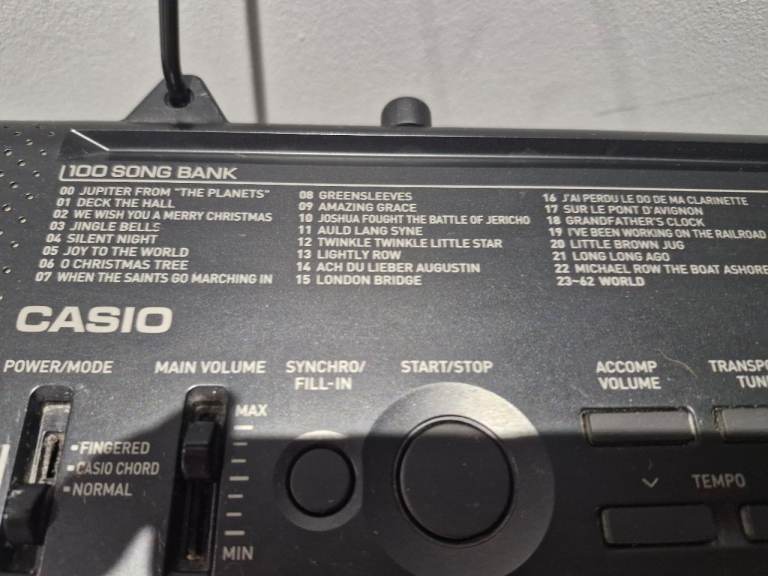 100 SONG BANK
00 JUPITER FROM "THE PLANETS"
01 DECK THE HALL
02 WE WISH YOU A MERRY CHRISTMAS
03 JINGLE BELLS
04 SILENT NIGHT
05 JOY TO THE WORLD
06 O CHRISTMAS TREE
07 WHEN THE SAINTS GO MARCHING IN
08 GREENSLEEVES
09 AMAZING GRACE
10 JOSHUA FOUGHT THE BATTLE OF JERICHO
11 AULD LANG SYNE
12 TWINKLE TWINKLE LITTLE STAR
13 LIGHTLY ROW
14 ACH DU LIEBER AUGUSTIN
15 LONDON BRIDGE
16 J'AI PERDU LE DO DE MA CLARINETTE
17 SUR LE PONT D'AVIGNON
18 GRANDFATHER'S CLOCK
19 I'VE BEEN WORKING ON THE RAILROAD
20 LITTLE BROWN JUG
21 LONG LONG AGO
22 MICHAEL ROW THE BOAT ASHORE
23~62 WORLD
CASIO
POWER/MODE
FINGERED
CASIO CHORD
NORMAL
MAIN VOLUME
MAX
MIN
SYNCHRO/
FILL-IN
START/STOP
ACCOMP
VOLUME
TEMPO